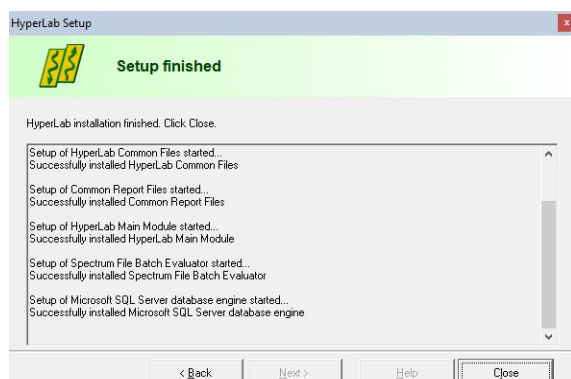 HyperLab Setup
x
Setup finished
HyperLab installation finished. Click Close.
Setup of HyperLab Common Files started...
Successfully installed HyperLab Common Files
Setup of Common Report Files started...
Successfully installed Common Report Files
Setup of HyperLab Main Module started...
Successfully installed HyperLab Main Module
Setup of Spectrum File Batch Evaluator started...
Successfully installed Spectrum File Batch Evaluator
Setup of Microsoft SQL Server database engine started...
Successfully installed Microsoft SQL Server database engine
< Back Next > Help Close